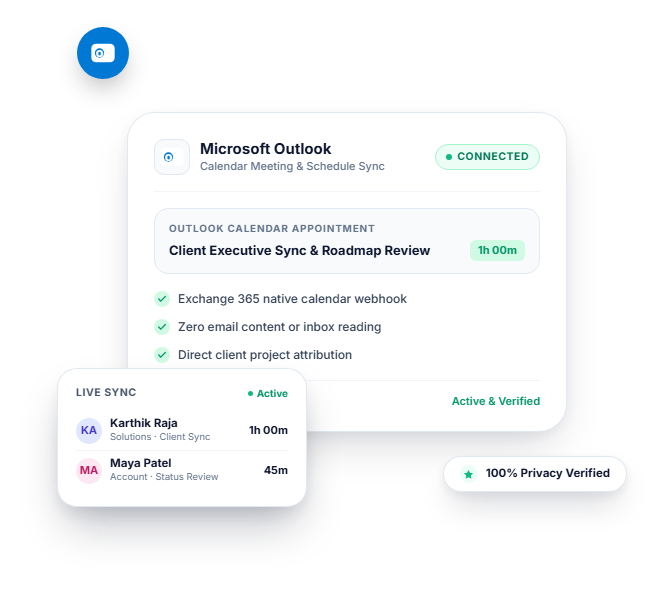 Microsoft Outlook
Calendar Meeting & Schedule Sync
CONNECTED
OUTLOOK CALENDAR APPOINTMENT
Client Executive Sync & Roadmap Review
1h 00m
Exchange 365 native calendar webhook
Zero email content or inbox reading
Direct client project attribution
Active & Verified
LIVE SYNC
Active
KA
Karthik Raja
Solutions · Client Sync
1h 00m
MA
Maya Patel
Account · Status Review
45m
100% Privacy Verified